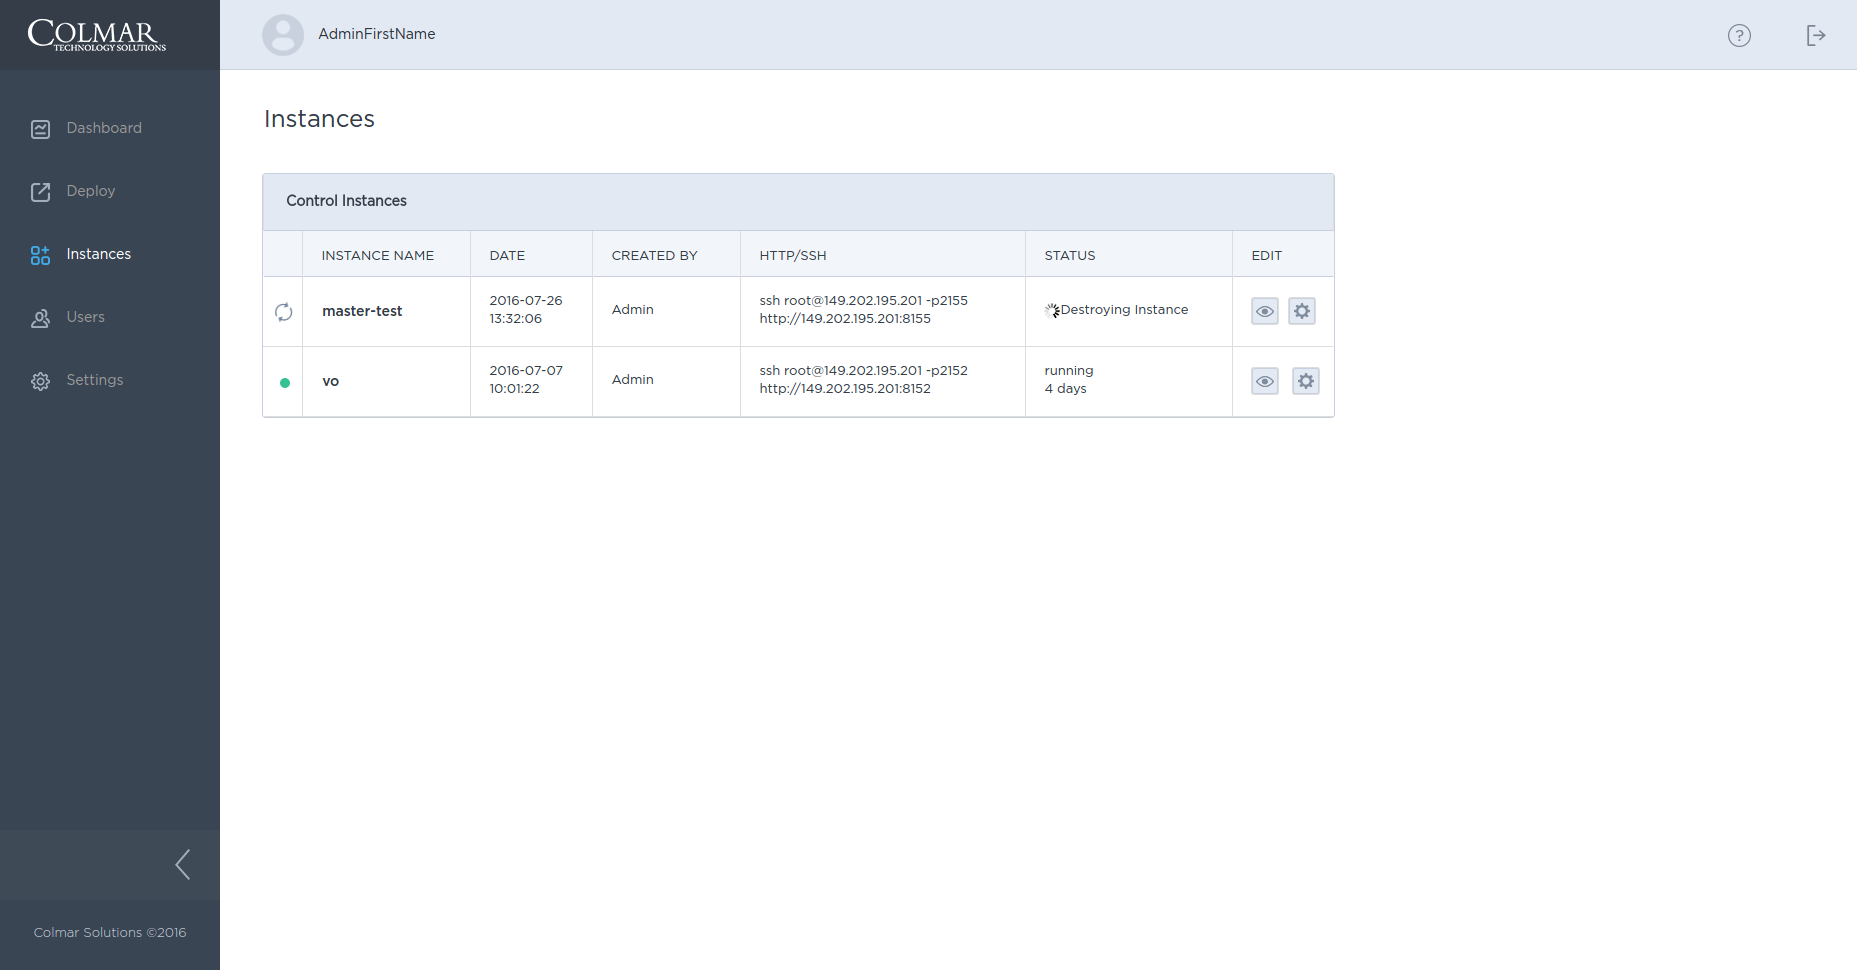 COLMAR
TECHNOLOGY SOLUTIONS
AdminFirstName
?
Dashboard
Deploy
Instances
Users
Settings
Colmar Solutions ©2016
Instances
Control Instances
INSTANCE NAME DATE CREATED BY HTTP/SSH STATUS EDIT
master-test
2016-07-26
13:32:06
Admin
ssh root@149.202.195.201 -p2155
http://149.202.195.201:8155
Destroying Instance
vo
2016-07-07
10:01:22
Admin
ssh root@149.202.195.201 -p2152
http://149.202.195.201:8152
running
4 days